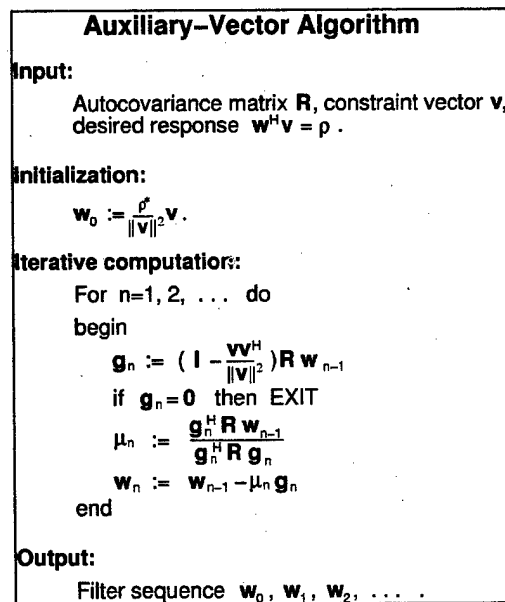 Auxiliary–Vector Algorithm
Input:
Autocovariance matrix R, constraint vector v,
desired response w^H v = ρ .
Initialization:
w_0 := ρ*/‖v‖² v .
Iterative computation:
For n=1, 2, ... do
begin
g_n := ( I − vv^H/‖v‖² ) R w_{n−1}
if g_n = 0 then EXIT
μ_n := g_n^H R w_{n−1} / g_n^H R g_n
w_n := w_{n−1} − μ_n g_n
end
Output:
Filter sequence w_0 , w_1 , w_2 , ... .